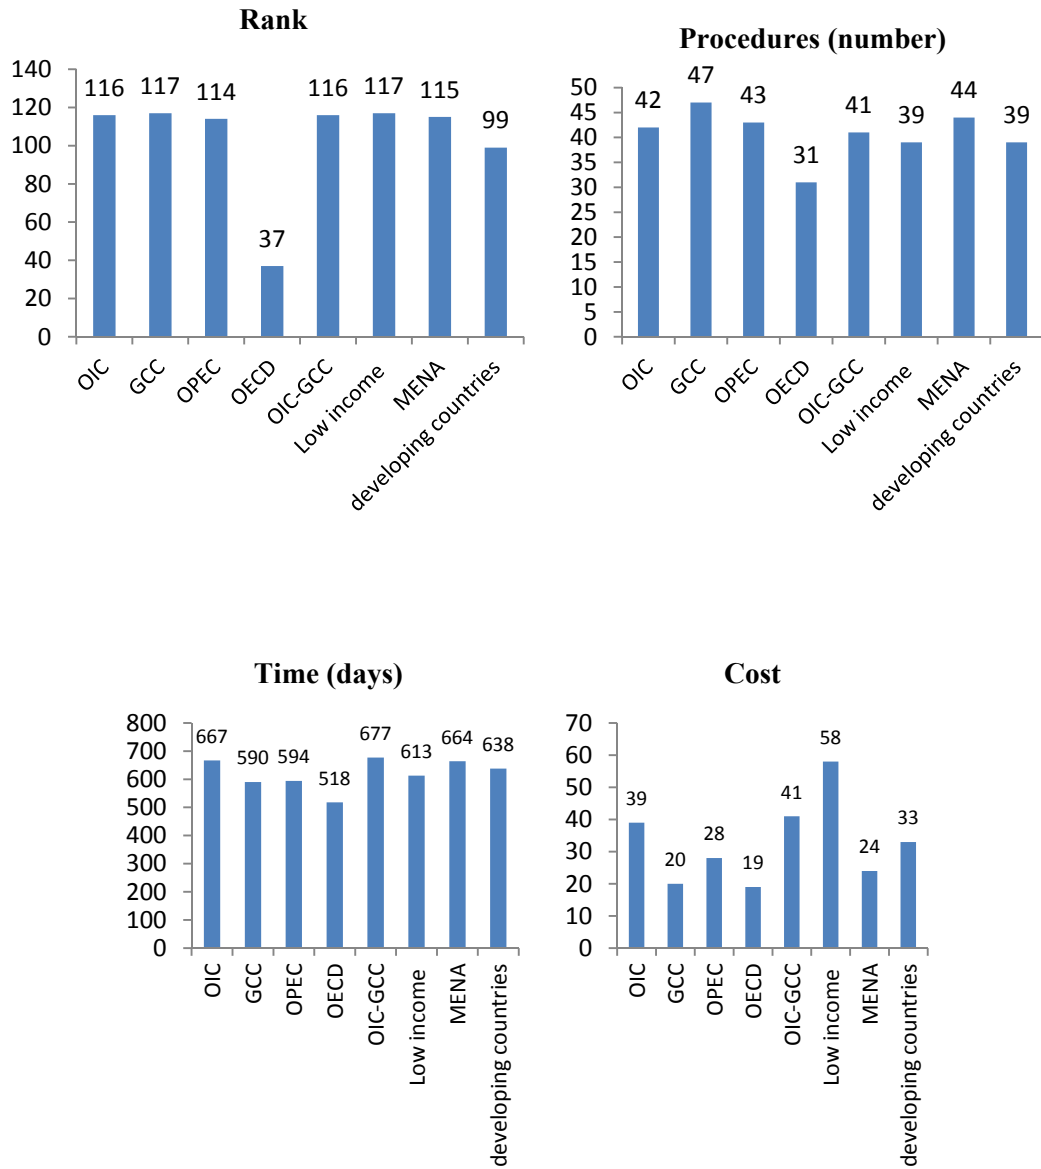 Rank
140
120
100
80
60
40
20
0
116
117
114
37
116
117
115
99
OIC
GCC
OPEC
OECD
OIC-GCC
Low income
MENA
developing countries
Procedures (number)
50
45
40
35
30
25
20
15
10
5
0
42
47
43
31
41
39
44
39
OIC
GCC
OPEC
OECD
OIC-GCC
Low income
MENA
developing countries
Time (days)
800
700
600
500
400
300
200
100
0
667
590
594
518
677
613
664
638
OIC
GCC
OPEC
OECD
OIC-GCC
Low income
MENA
developing countries
Cost
70
60
50
40
30
20
10
0
39
20
28
19
41
58
24
33
OIC
GCC
OPEC
OECD
OIC-GCC
Low income
MENA
developing countries